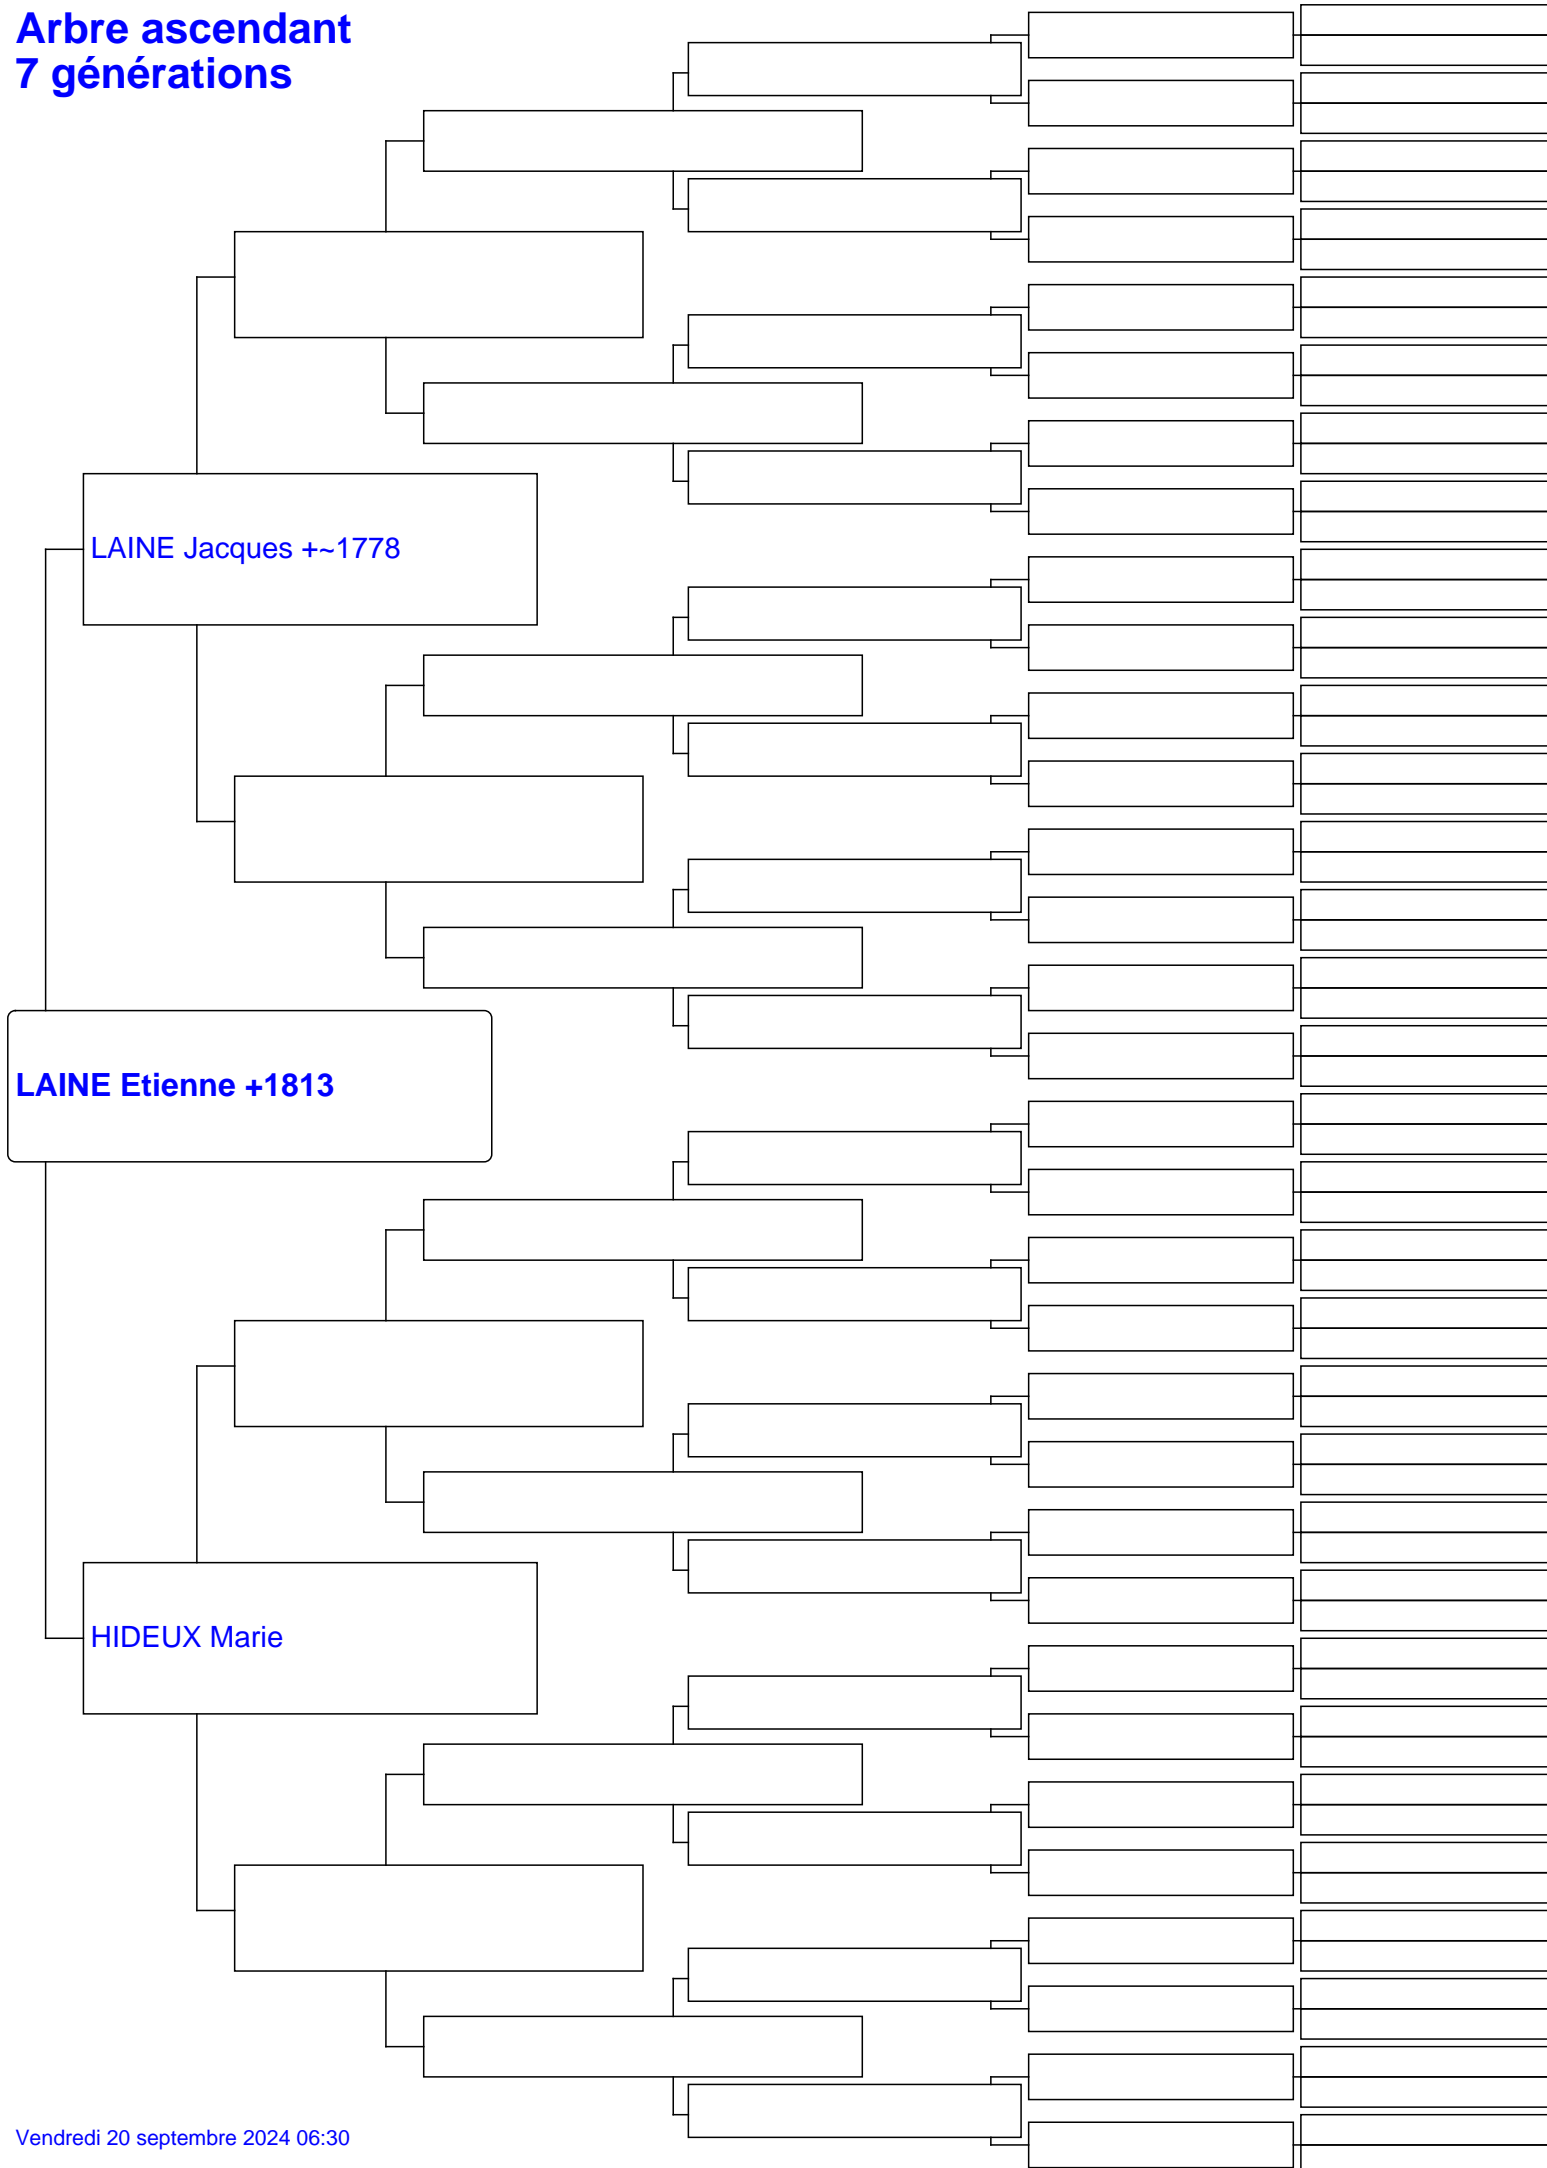 Arbre ascendant
7 générations
LAINE Jacques +~1778
LAINE Etienne +1813
HIDEUX Marie
Vendredi 20 septembre 2024 06:30